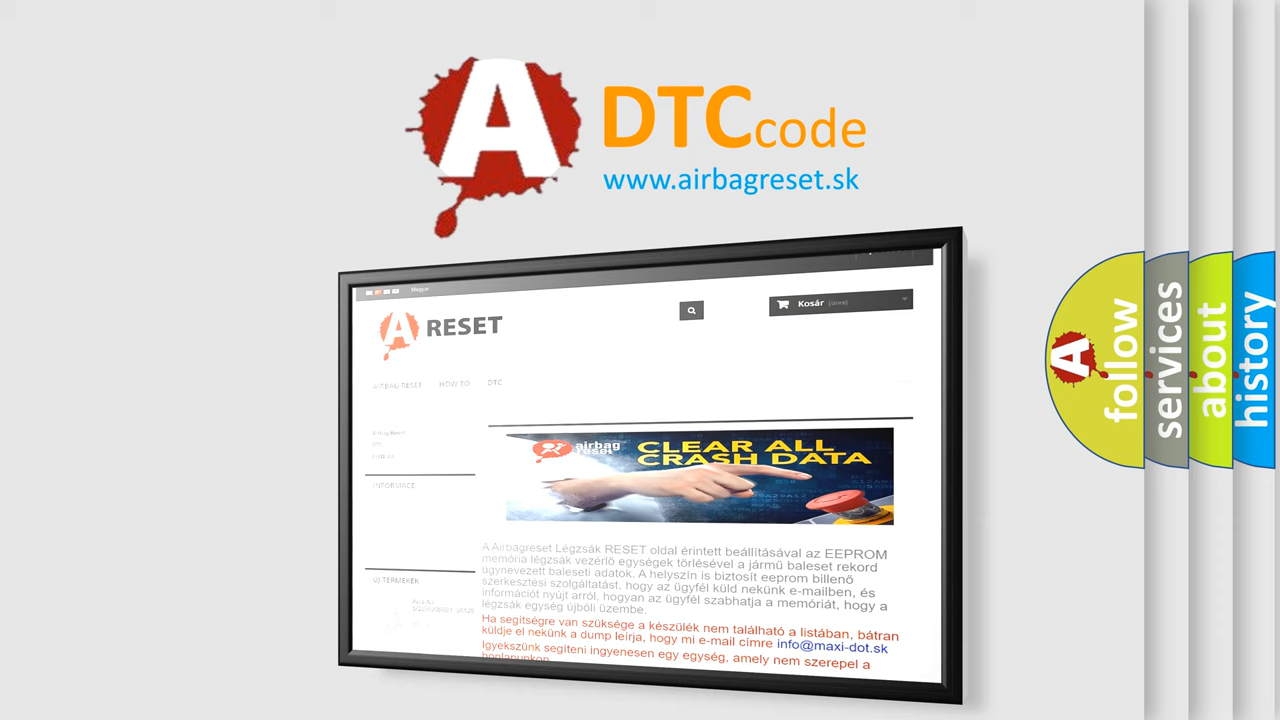 A
DTC code
www.airbagreset.sk
Magyar
A RESET
Kosár (üres)
AIRBAG RESET HOW TO DTC
DTC
INFORMACE
airbag
reset
CLEAR ALL
CRASH DATA
A Airbagreset Légzsák RESET oldal érintett beállításával az EEPROM
memória légzsák vezérlő egységek törlésével a jármű baleset rekord
úgynevezett baleseti adatok. A helyszín is biztosít eeprom billenő
szerkesztési szolgáltatást, hogy az ügyfél küld nekünk e-mailben, és
információt nyújt arról, hogyan az ügyfél szabhatja a memóriát, hogy a
légzsák egység újbóli üzembe.
Ha segítségre van szüksége a készülék nem található a listában, bátran
küldje el nekünk a dump leírja, hogy mi e-mail címre info@maxi-dot.sk
Igyekszünk segíteni ingyenesen egy egység, amely nem szerepel a
honlapunkon
ÚJ TERMÉKEK
A
follow
services
about
history